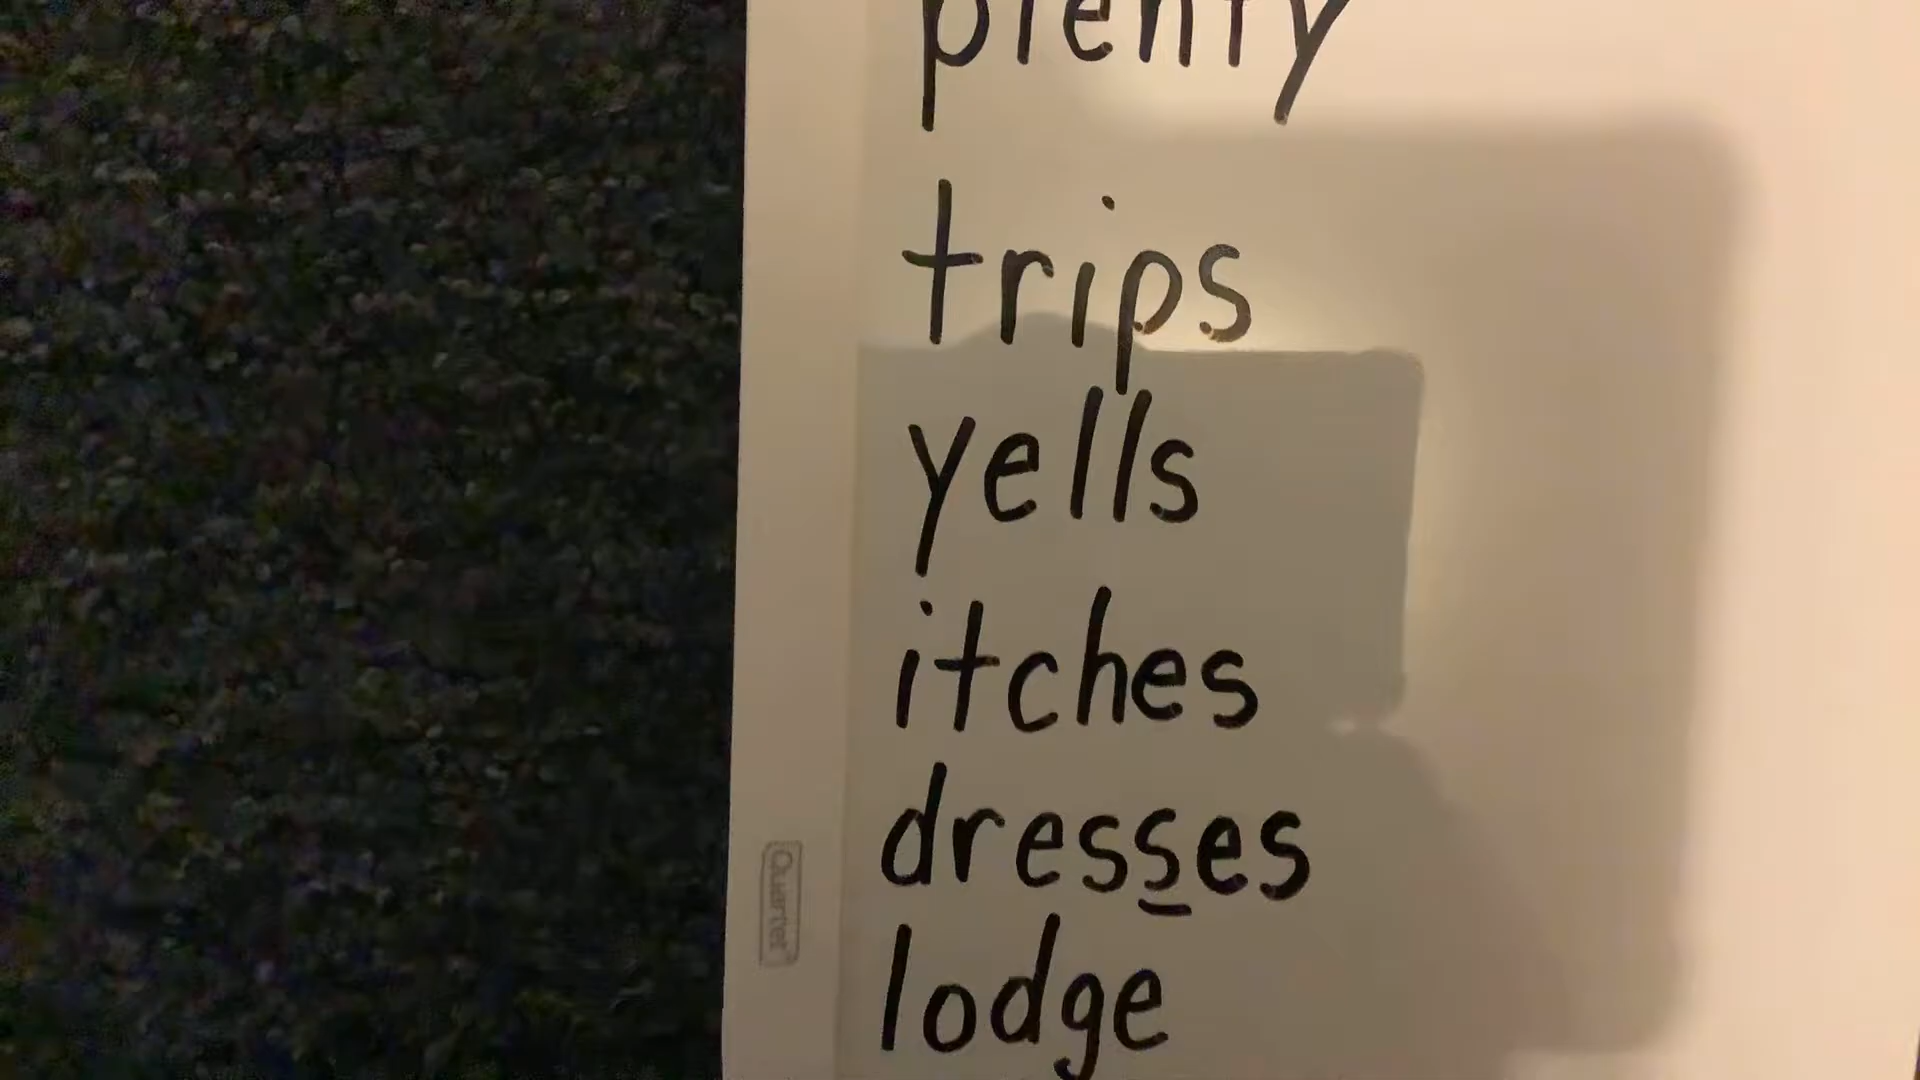 plenty
trips
yells
itches
dresses
lodge
Quartet